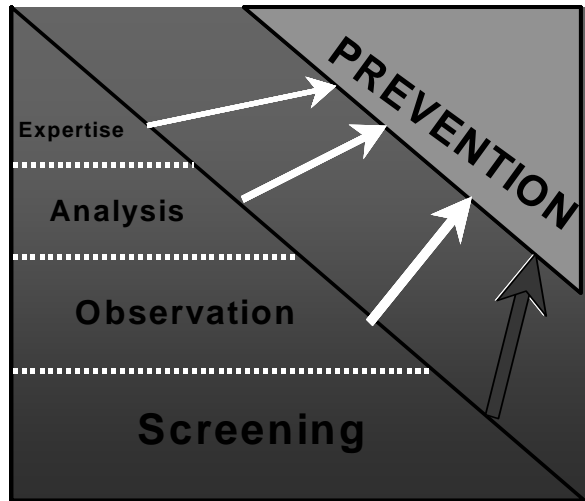 PREVENTION
Expertise
Analysis
Observation
Screening